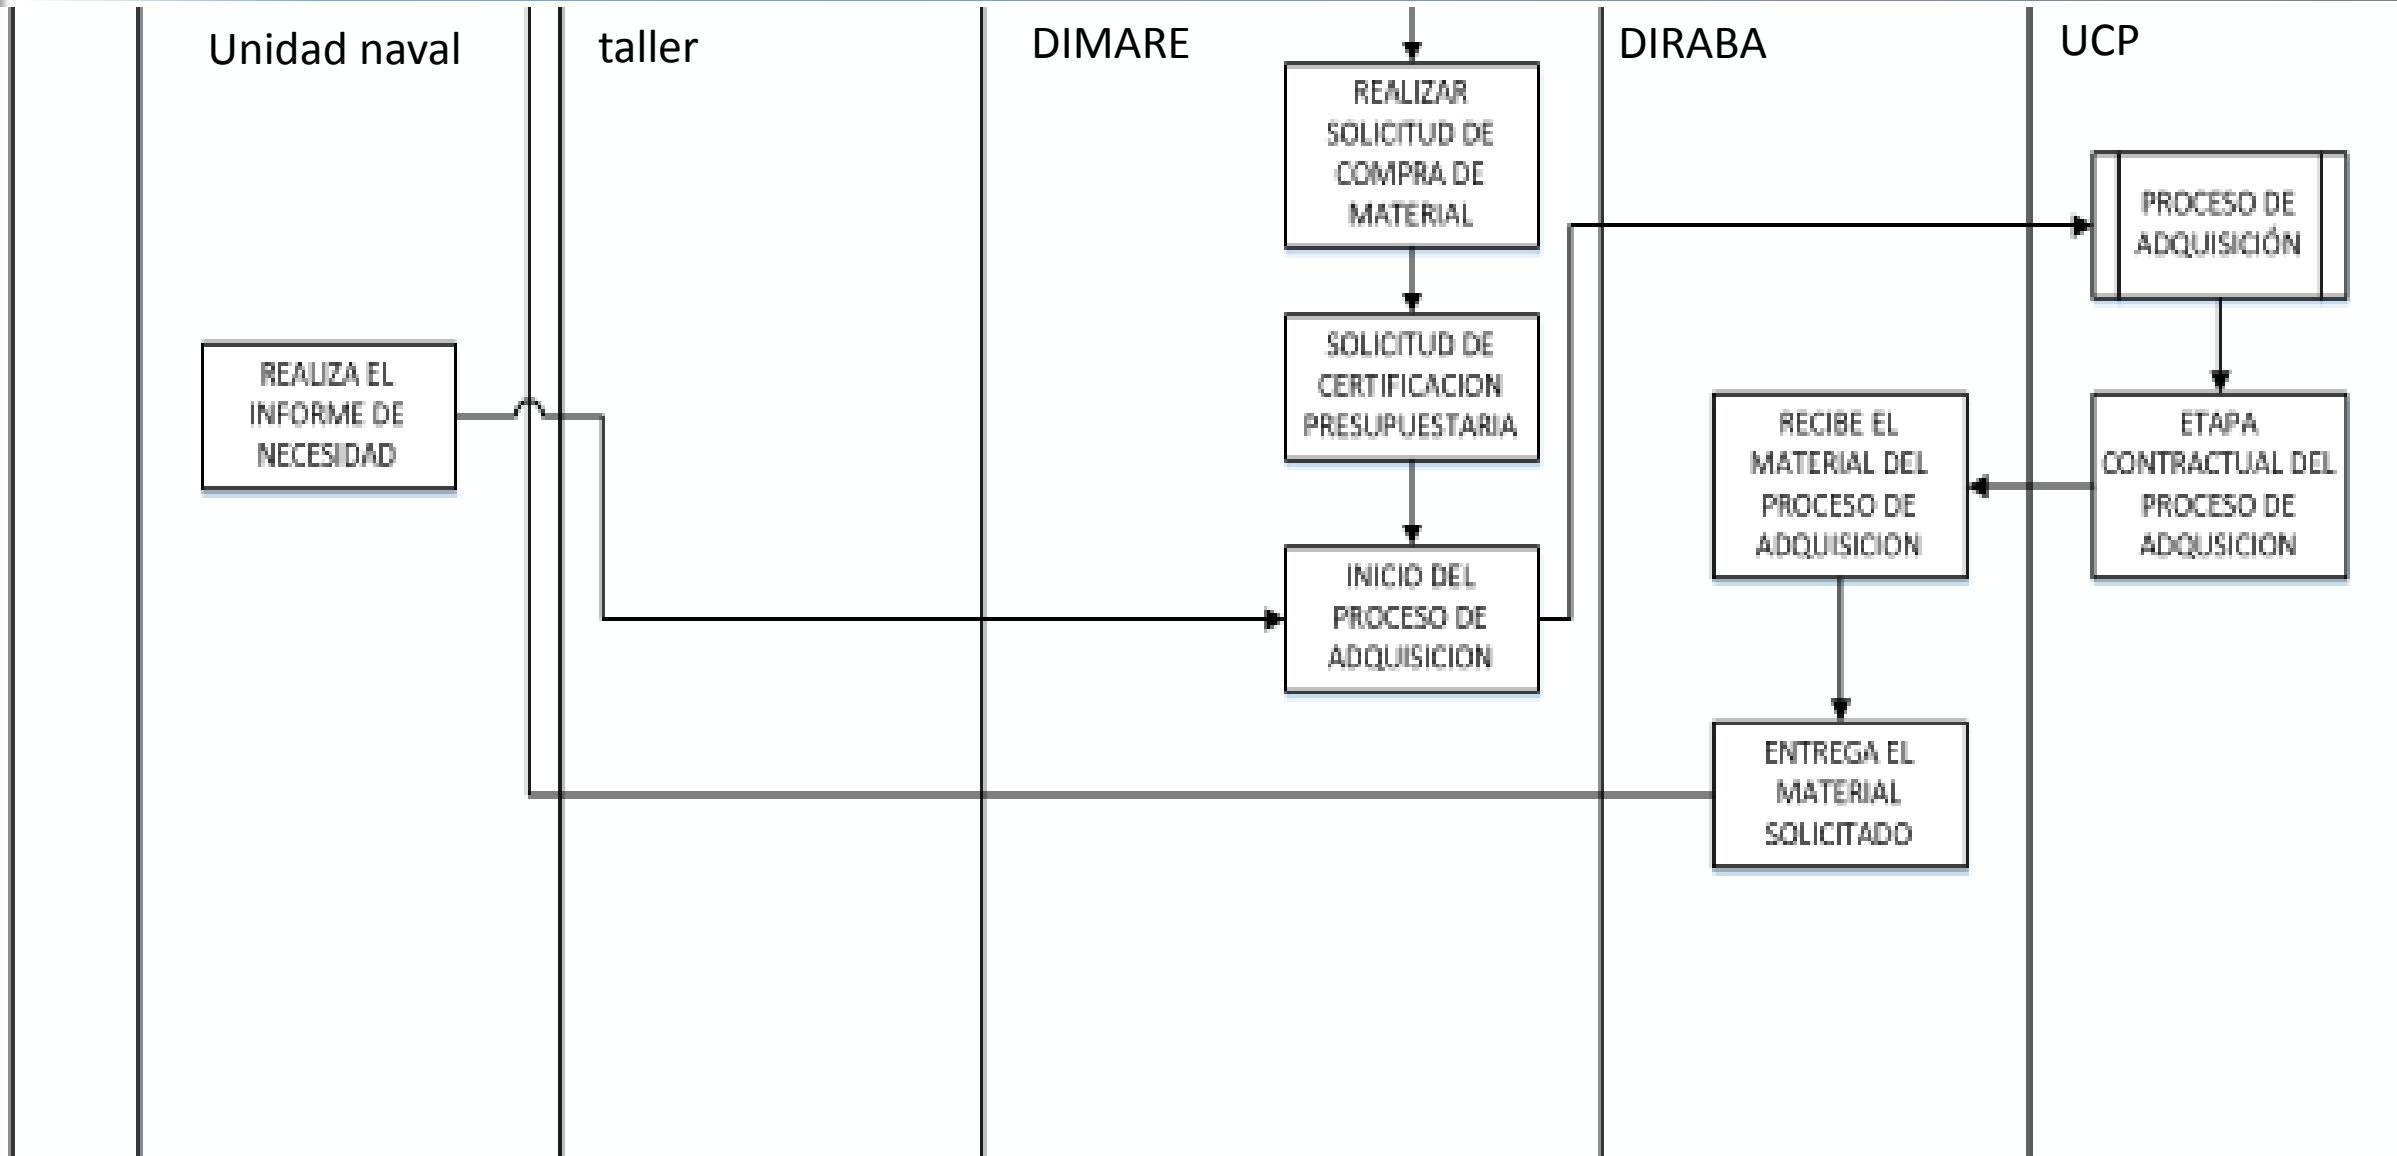 Unidad naval
taller
DIMARE
DIRABA
UCP
REALIZA EL
INFORME DE
NECESIDAD
REALIZAR
SOLICITUD DE
COMPRA DE
MATERIAL
SOLICITUD DE
CERTIFICACION
PRESUPUESTARIA
INICIO DEL
PROCESO DE
ADQUISICION
RECIBE EL
MATERIAL DEL
PROCESO DE
ADQUISICION
ENTREGA EL
MATERIAL
SOLICITADO
PROCESO DE
ADQUISICIÓN
ETAPA
CONTRACTUAL DEL
PROCESO DE
ADQUSICION